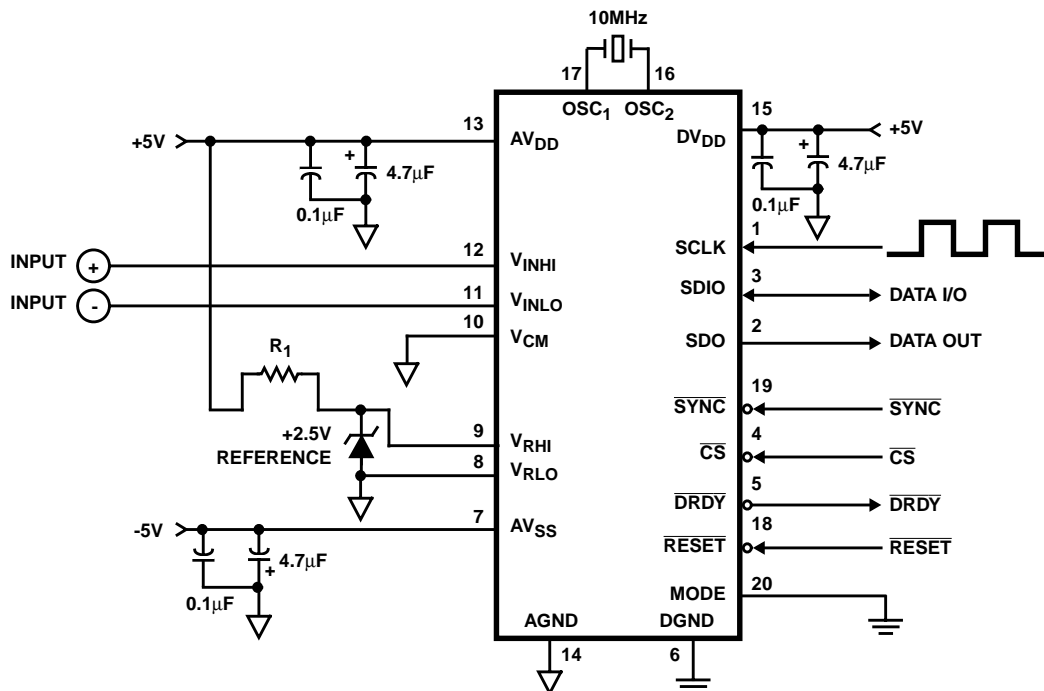 10MHz
17 16
OSC1 OSC2
+5V 13 AVDD
+ 4.7μF
0.1μF
DVDD 15 +5V
+ 4.7μF
0.1μF
INPUT + 12 VINHI
INPUT - 11 VINLO
10 VCM
R1
+2.5V
REFERENCE
9 VRHI
8 VRLO
-5V 7 AVSS
4.7μF
+
0.1μF
SCLK 1
SDIO 3 DATA I/O
SDO 2 DATA OUT
SYNC 19 SYNC
CS 4 CS
DRDY 5 DRDY
RESET 18 RESET
MODE 20
AGND DGND
14 6